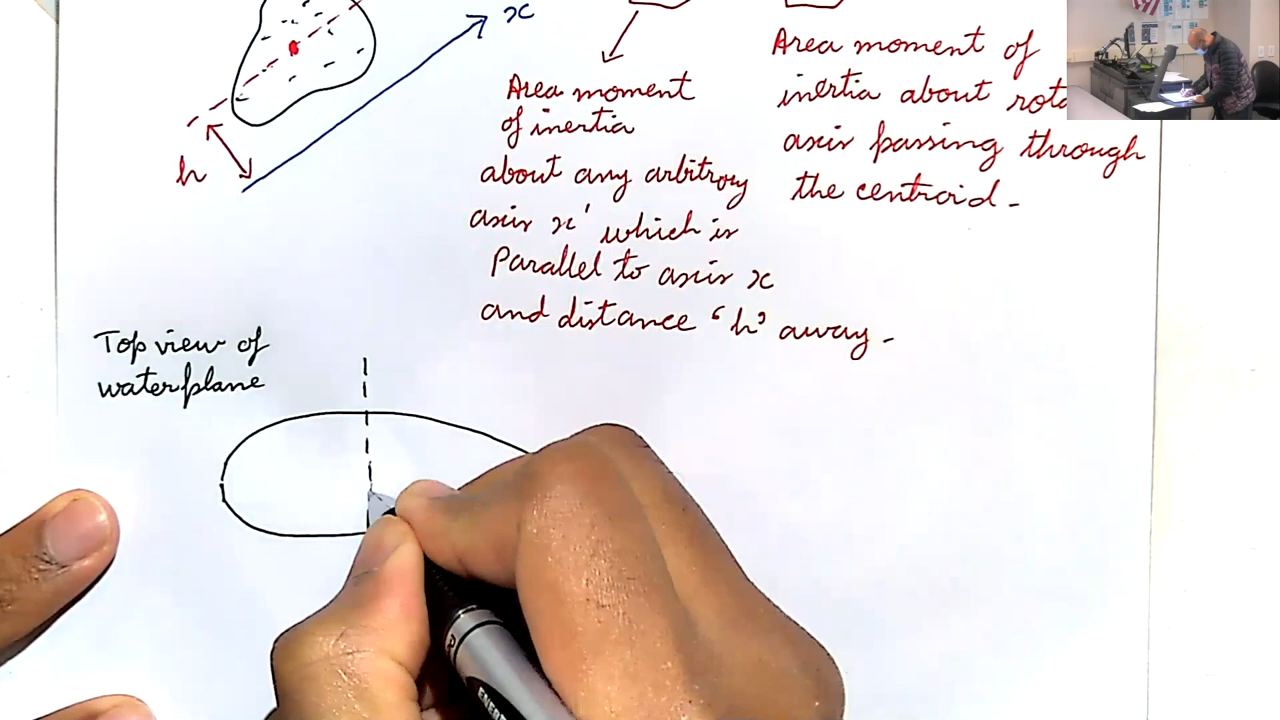 x
h
Area moment
of inertia
about any arbitrary
axis x' which is
Parallel to axis x
and distance 'h' away.
Area moment of
inertia about
axis passing through
the centroid.
Top view of
waterplane